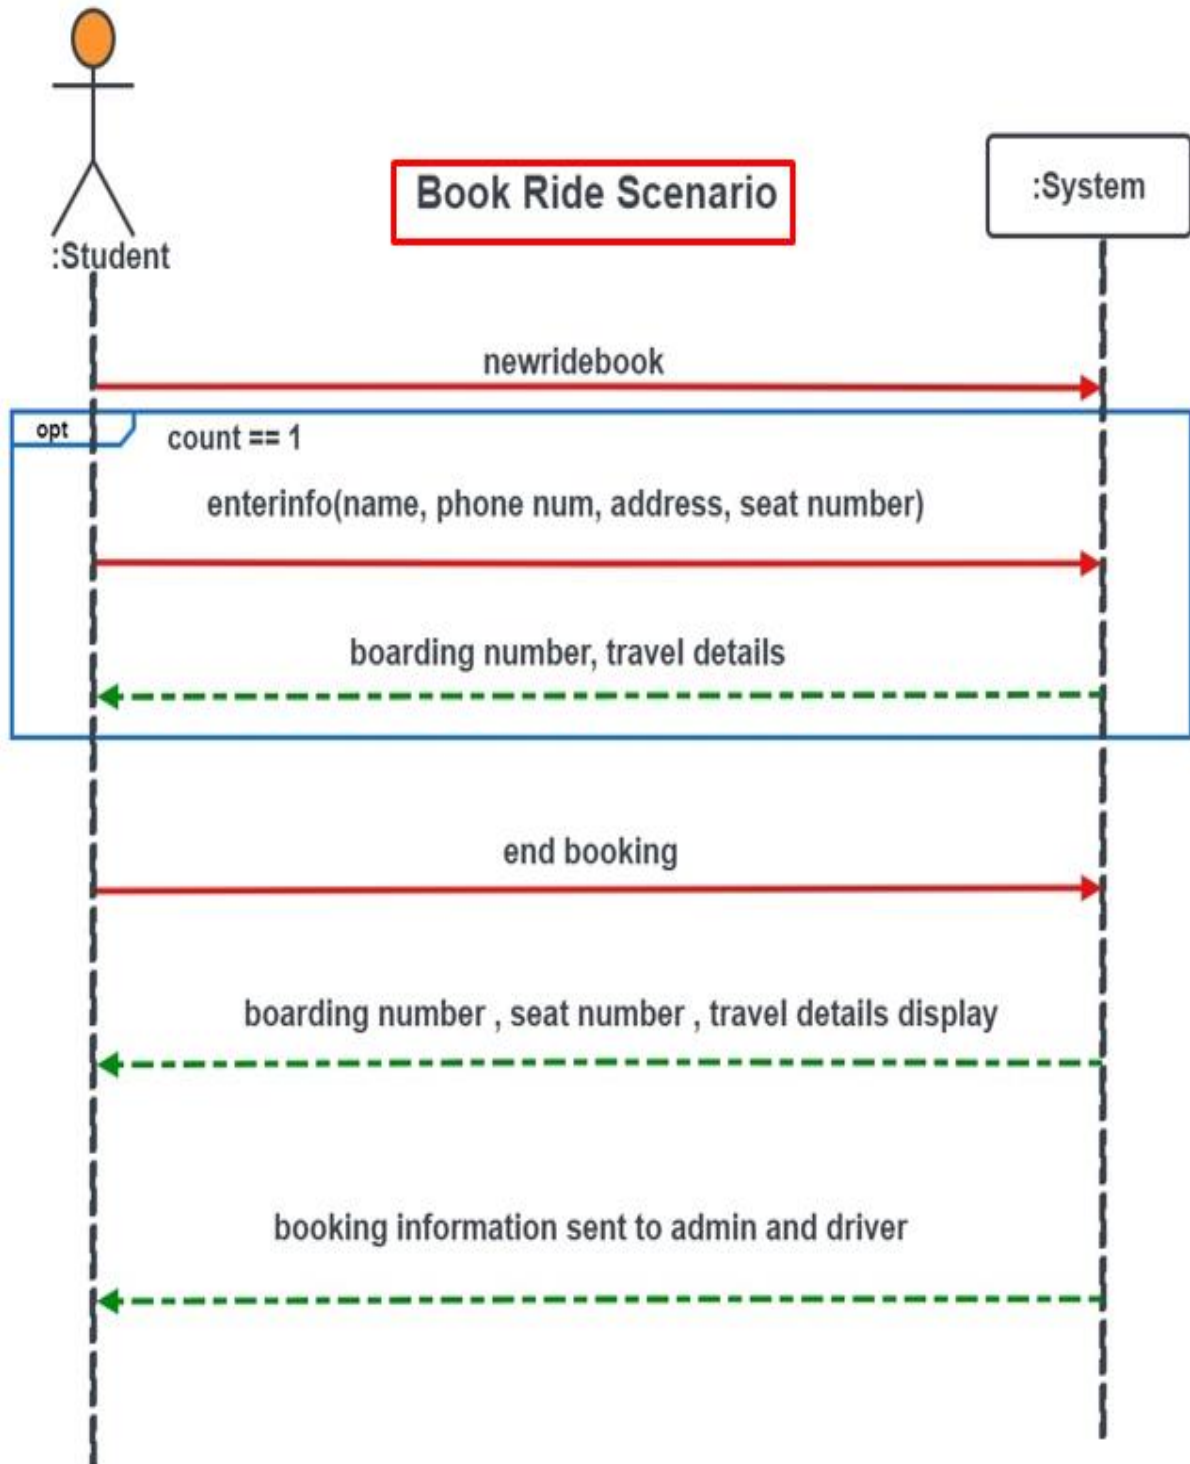 Book Ride Scenario
:System
:Student
newridebook
opt
count == 1
enterinfo(name, phone num, address, seat number)
boarding number, travel details
end booking
boarding number , seat number , travel details display
booking information sent to admin and driver